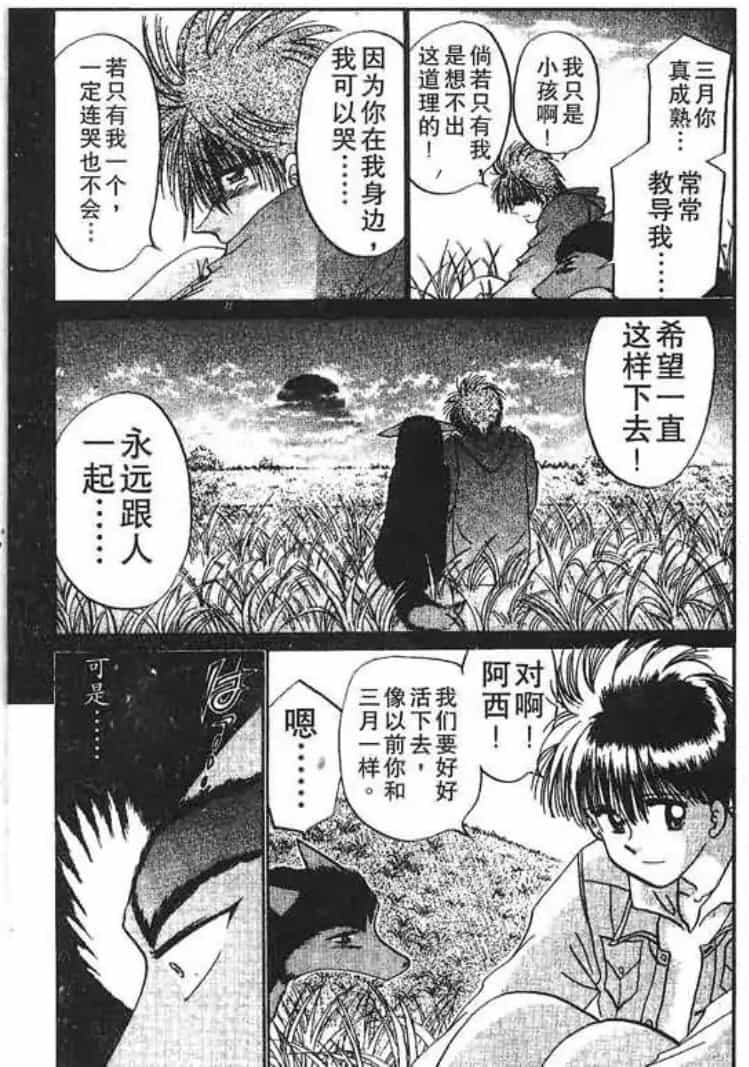 三月你
真成熟…
常常
教导我……
我只是
小孩啊！
倘若只有我，
是想不出
这道理的！
因为你在我身边，
我可以哭……
若只有我一个，
一定连哭也不会…
希望一直
这样下去！
永远跟人
一起……
对啊！
阿西！
我们要好好
活下去，
像以前你和
三月一样。
嗯……
はっ…
可是……